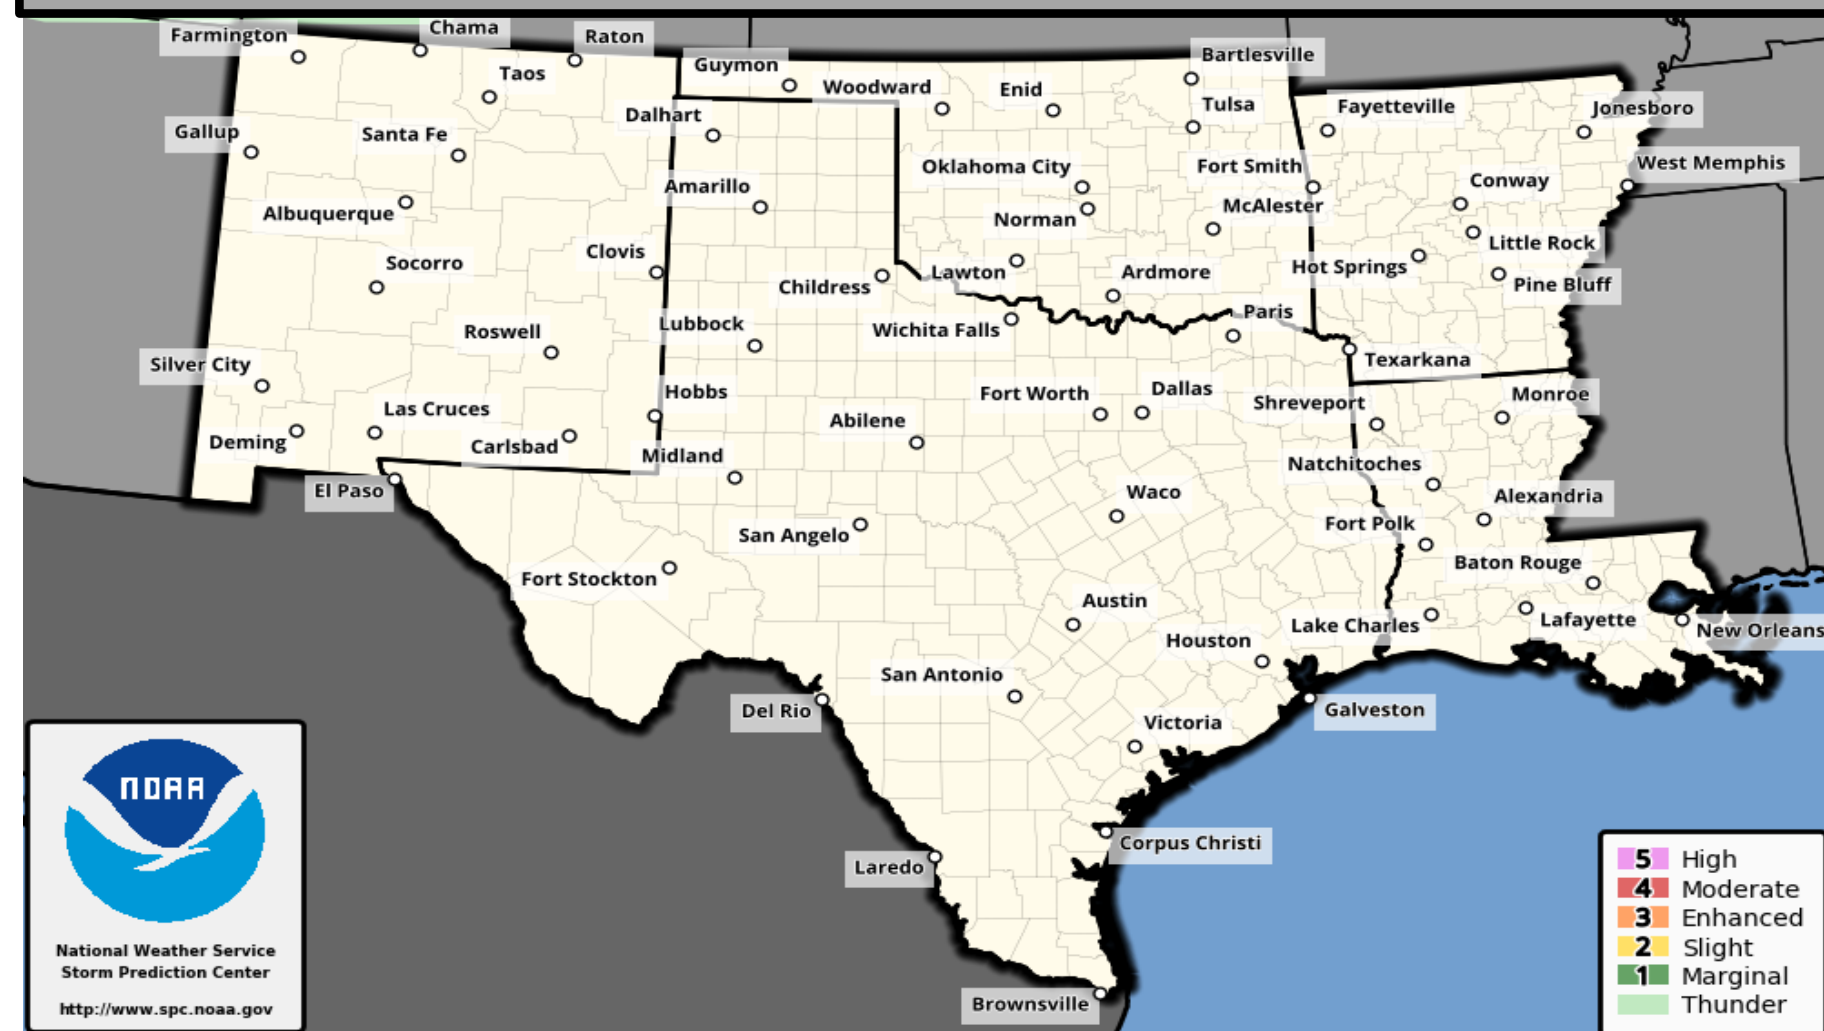 Farmington
Chama
Raton
Taos
Guymon
Woodward
Enid
Bartlesville
Tulsa
Fayetteville
Jonesboro
Dalhart
Gallup
Santa Fe
Oklahoma City
Fort Smith
West Memphis
Conway
Amarillo
Albuquerque
Norman
McAlester
Little Rock
Socorro
Clovis
Childress
Lawton
Ardmore
Hot Springs
Pine Bluff
Roswell
Lubbock
Wichita Falls
Paris
Texarkana
Silver City
Hobbs
Fort Worth
Dallas
Shreveport
Monroe
Las Cruces
Abilene
Deming
Carlsbad
Midland
Natchitoches
El Paso
Waco
Alexandria
San Angelo
Fort Polk
Baton Rouge
Fort Stockton
Austin
Lake Charles
Lafayette
New Orleans
Houston
San Antonio
Del Rio
Victoria
Galveston
Corpus Christi
Laredo
Brownsville
NOAA
National Weather Service
Storm Prediction Center
http://www.spc.noaa.gov
5 High
4 Moderate
3 Enhanced
2 Slight
1 Marginal
Thunder